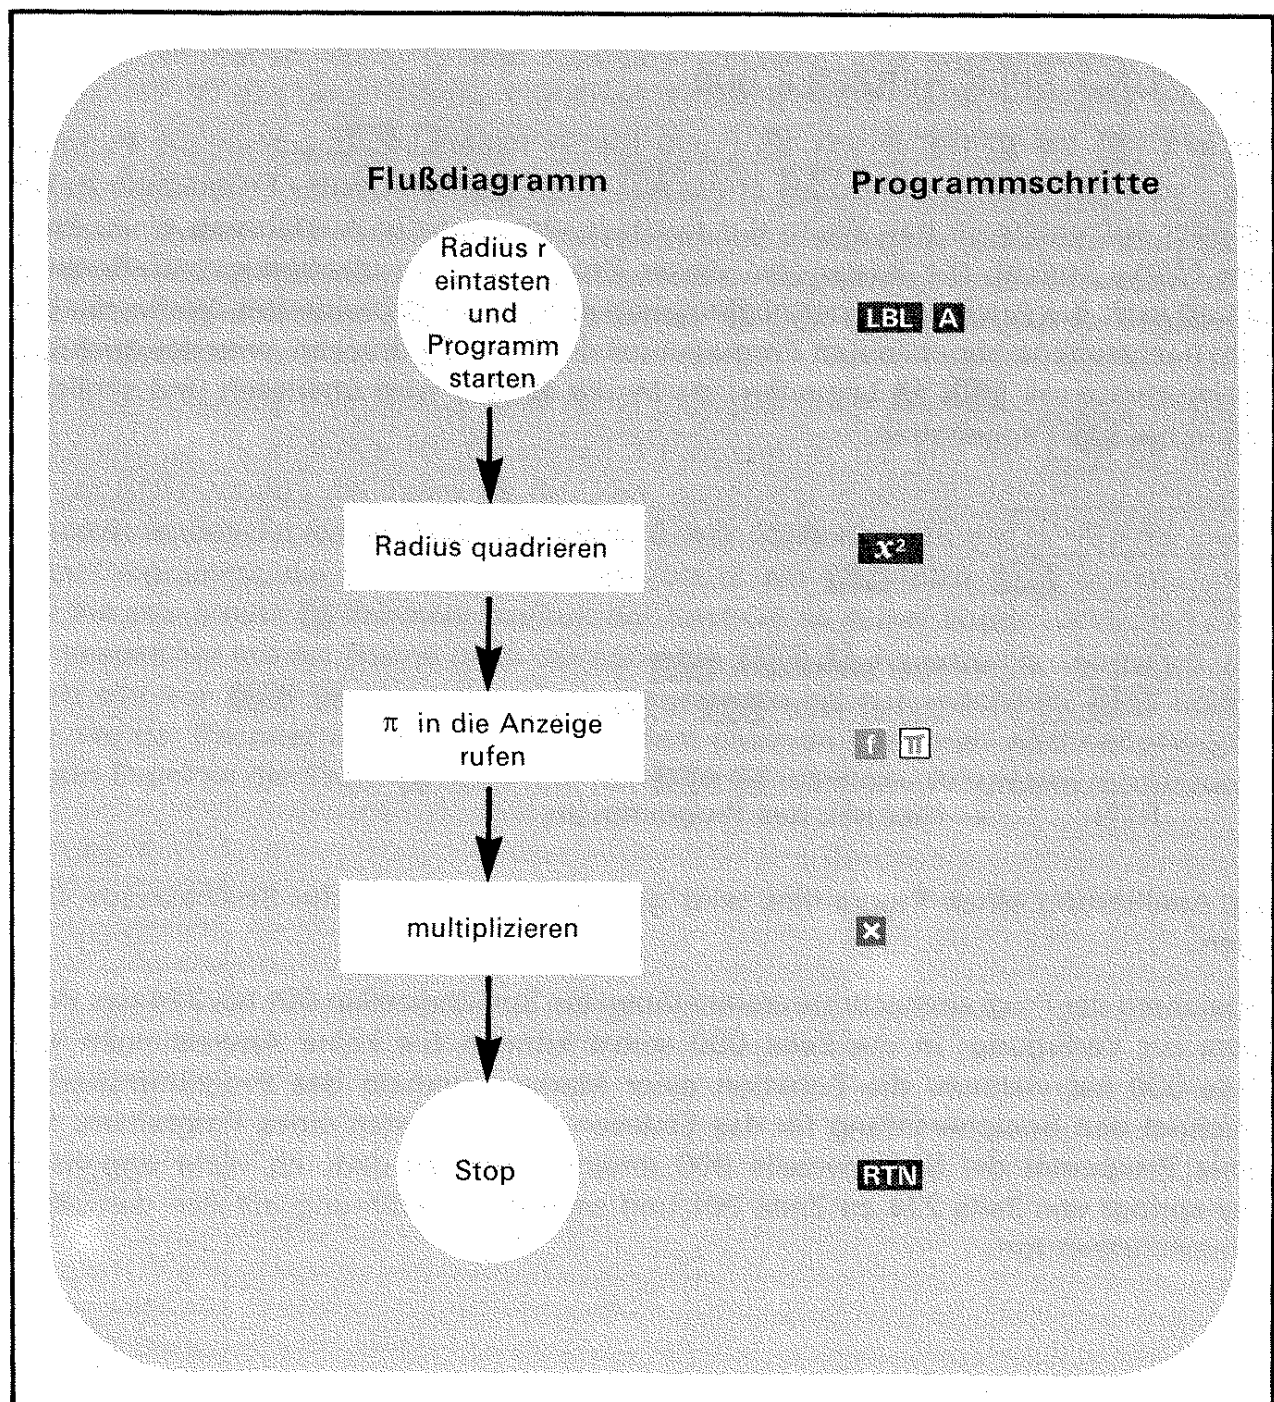 Flußdiagramm
Programmschritte
Radius r
eintasten
und
Programm
starten
LBL A
Radius quadrieren
x²
π in die Anzeige
rufen
f π
multiplizieren
×
Stop
RTN